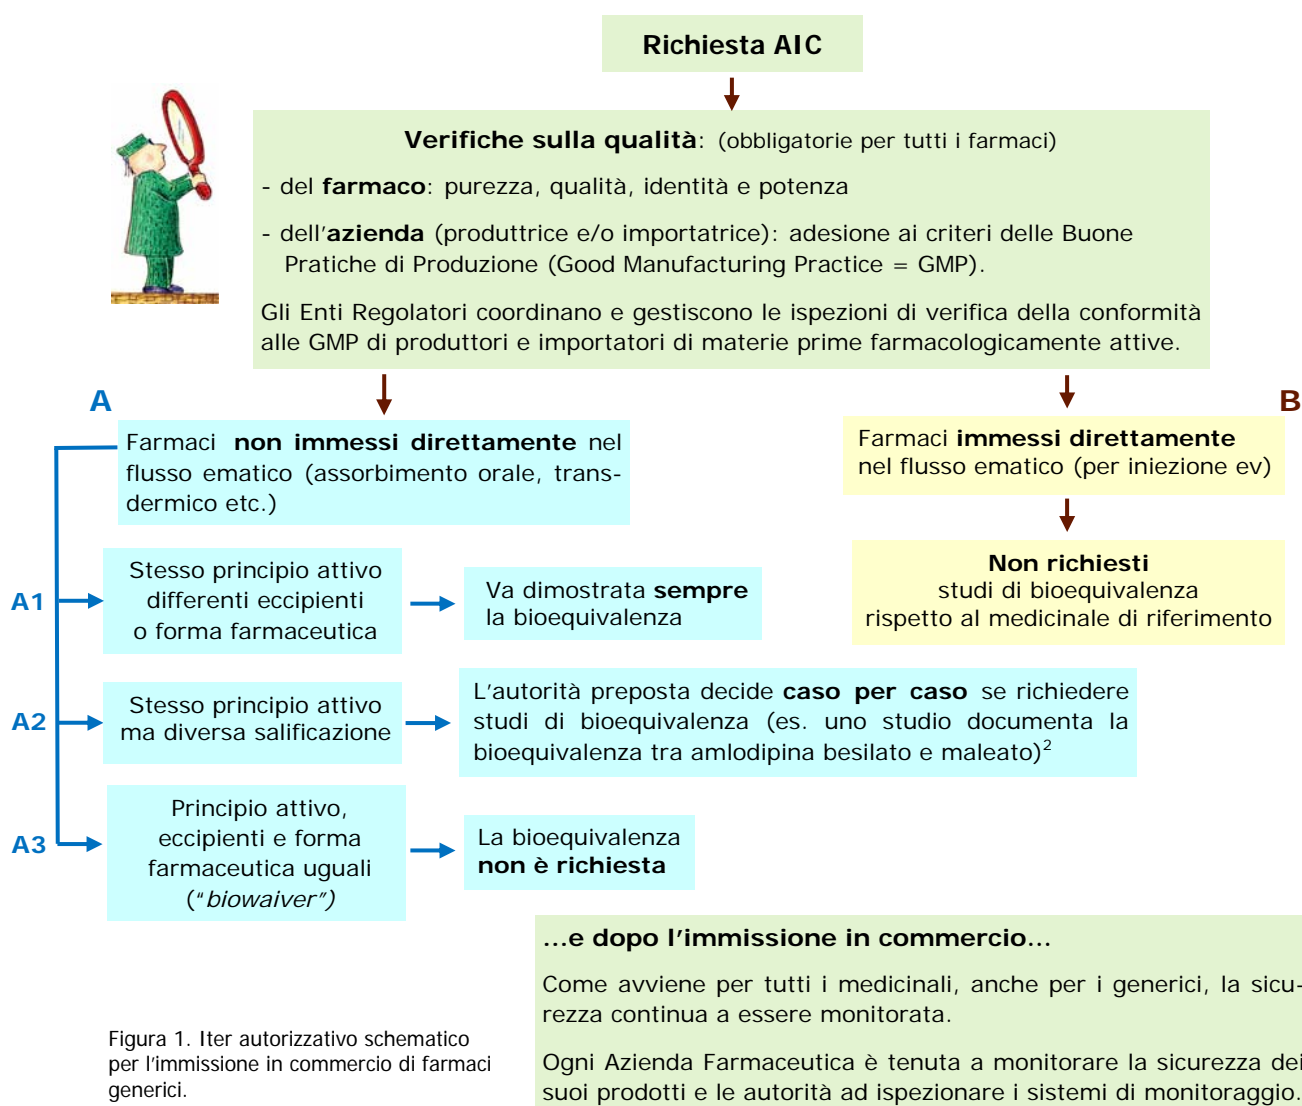 Richiesta AIC
Verifiche sulla qualità: (obbligatorie per tutti i farmaci)
- del farmaco: purezza, qualità, identità e potenza
- dell'azienda (produttrice e/o importatrice): adesione ai criteri delle Buone
Pratiche di Produzione (Good Manufacturing Practice = GMP).
Gli Enti Regolatori coordinano e gestiscono le ispezioni di verifica della conformità
alle GMP di produttori e importatori di materie prime farmacologicamente attive.
A
Farmaci non immessi direttamente nel
flusso ematico (assorbimento orale, trans-
dermico etc.)
B
Farmaci immessi direttamente
nel flusso ematico (per iniezione ev)
Non richiesti
studi di bioequivalenza
rispetto al medicinale di riferimento
A1
Stesso principio attivo
differenti eccipienti
o forma farmaceutica
Va dimostrata sempre
la bioequivalenza
A2
Stesso principio attivo
ma diversa salificazione
L'autorità preposta decide caso per caso se richiedere
studi di bioequivalenza (es. uno studio documenta la
bioequivalenza tra amlodipina besilato e maleato)²
A3
Principio attivo,
eccipienti e forma
farmaceutica uguali
("biowaiver")
La bioequivalenza
non è richiesta
...e dopo l'immissione in commercio...
Come avviene per tutti i medicinali, anche per i generici, la sicu-
rezza continua a essere monitorata.
Ogni Azienda Farmaceutica è tenuta a monitorare la sicurezza dei
suoi prodotti e le autorità ad ispezionare i sistemi di monitoraggio.
Figura 1. Iter autorizzativo schematico
per l'immissione in commercio di farmaci
generici.